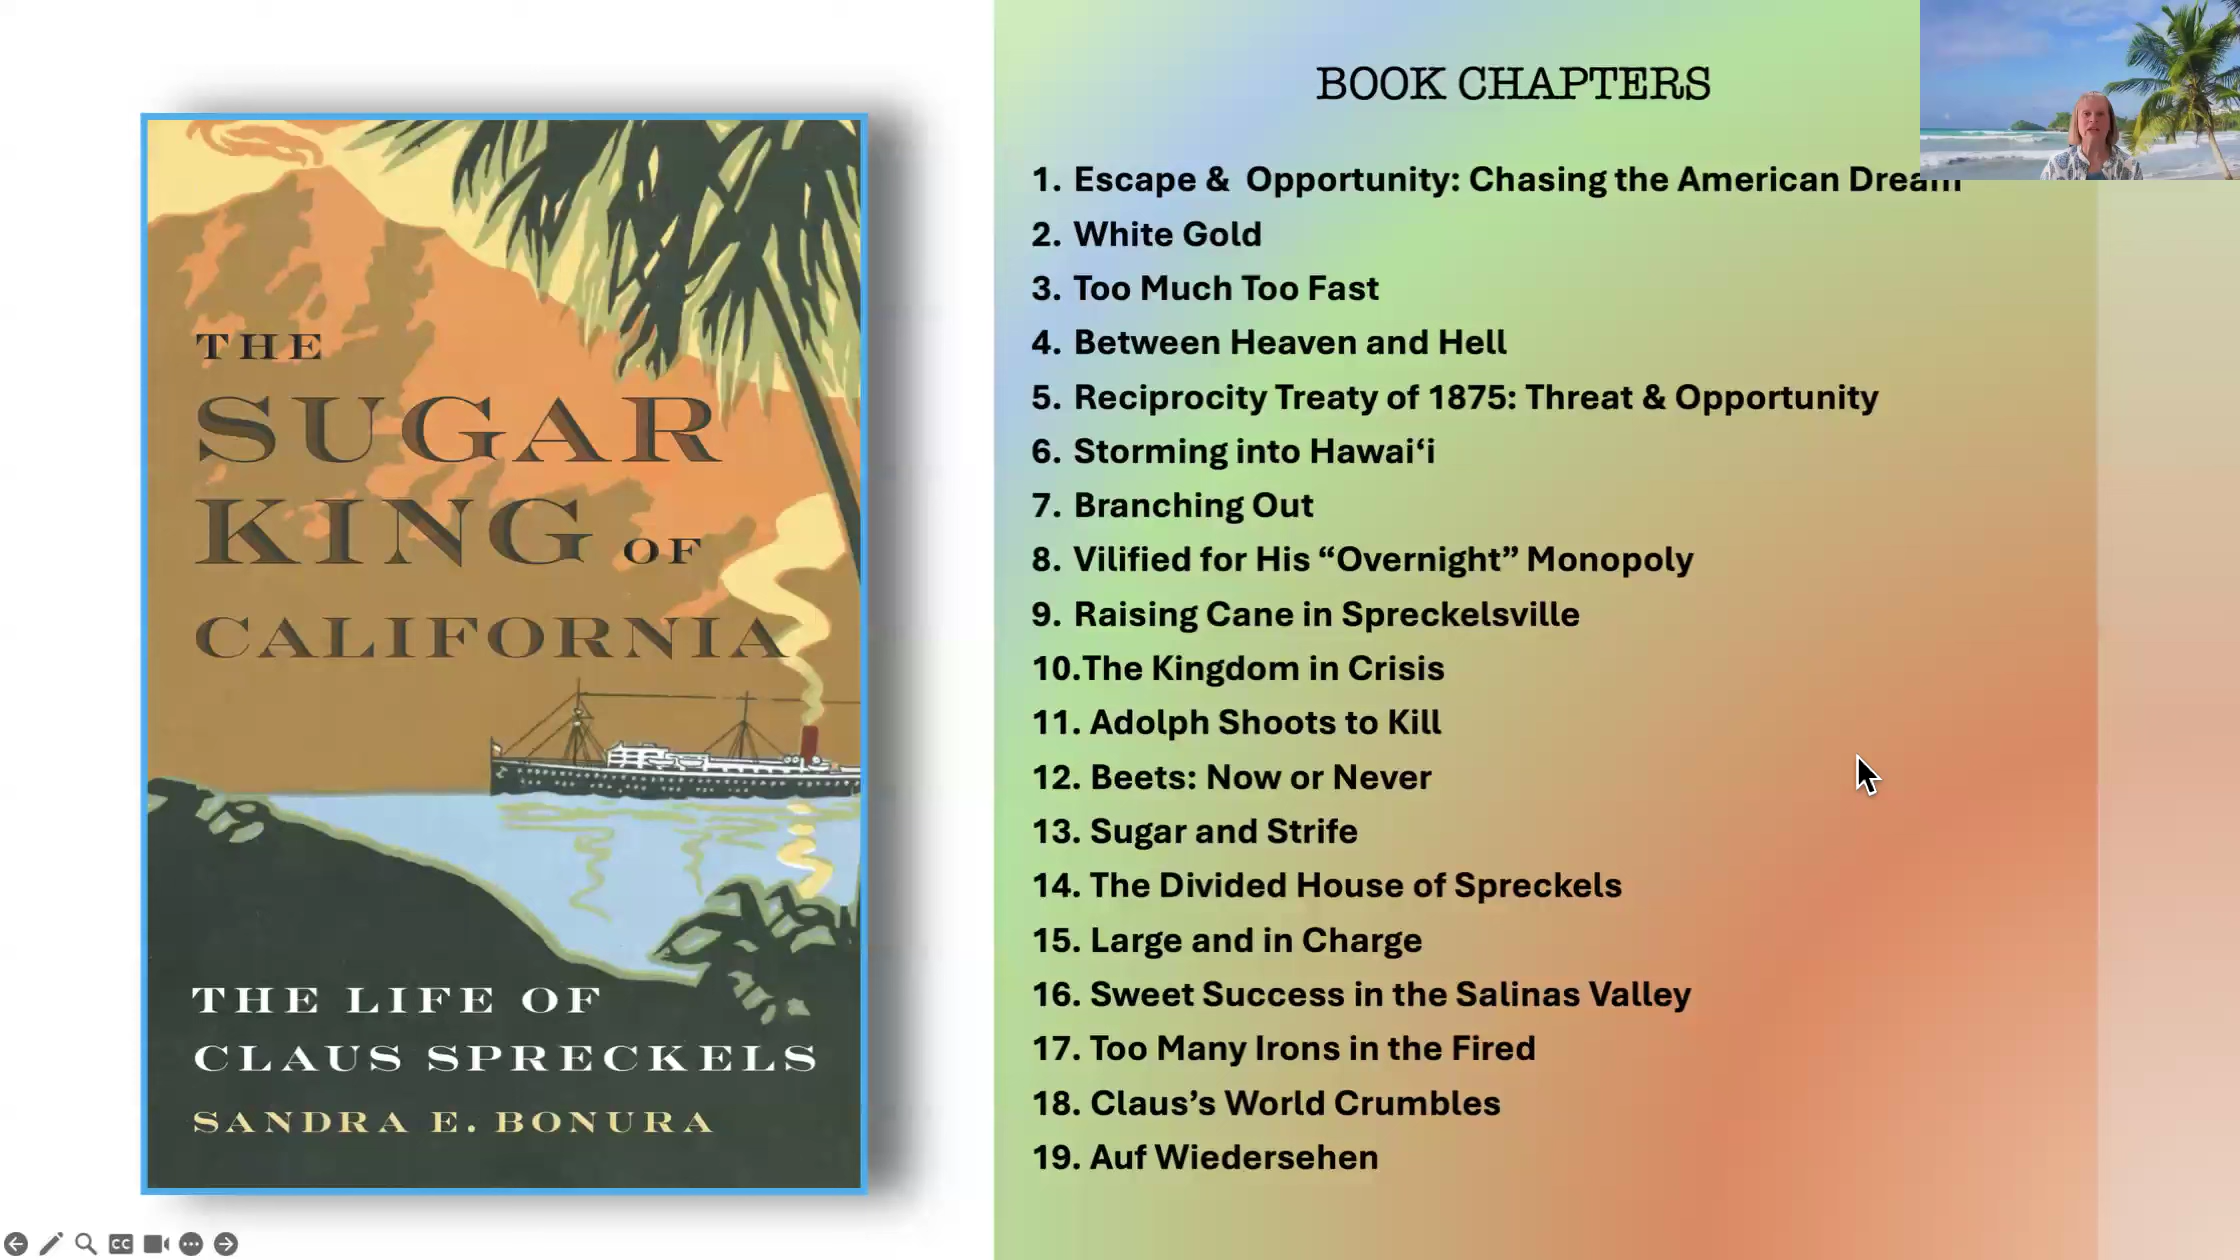 THE
SUGAR
KING OF
CALIFORNIA
THE LIFE OF
CLAUS SPRECKELS
SANDRA E. BONURA
BOOK CHAPTERS
1. Escape & Opportunity: Chasing the American Dream
2. White Gold
3. Too Much Too Fast
4. Between Heaven and Hell
5. Reciprocity Treaty of 1875: Threat & Opportunity
6. Storming into Hawaiʻi
7. Branching Out
8. Vilified for His “Overnight” Monopoly
9. Raising Cane in Spreckelsville
10.The Kingdom in Crisis
11. Adolph Shoots to Kill
12. Beets: Now or Never
13. Sugar and Strife
14. The Divided House of Spreckels
15. Large and in Charge
16. Sweet Success in the Salinas Valley
17. Too Many Irons in the Fired
18. Claus’s World Crumbles
19. Auf Wiedersehen
CC